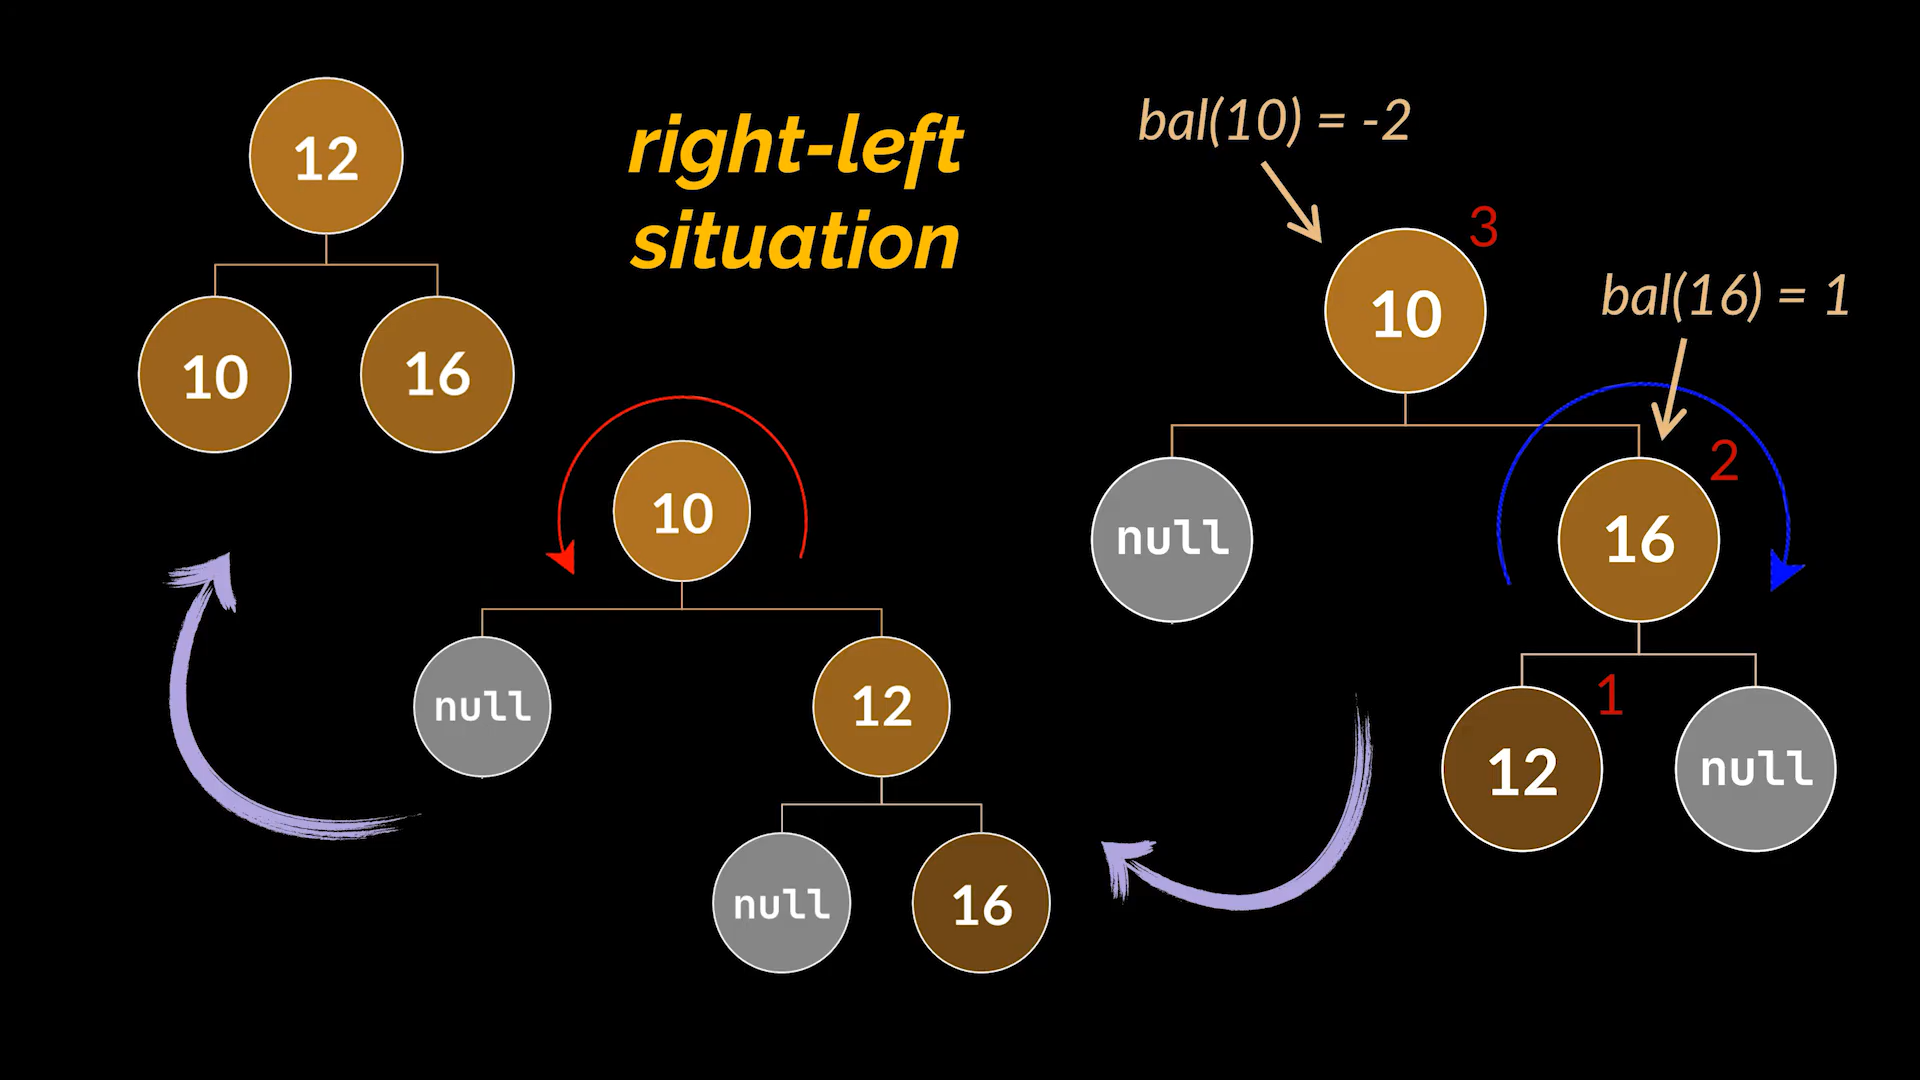 12
10
16
right-left
situation
10
null
12
null
16
bal(10) = -2
10
3
bal(16) = 1
null
16
2
12
1
null